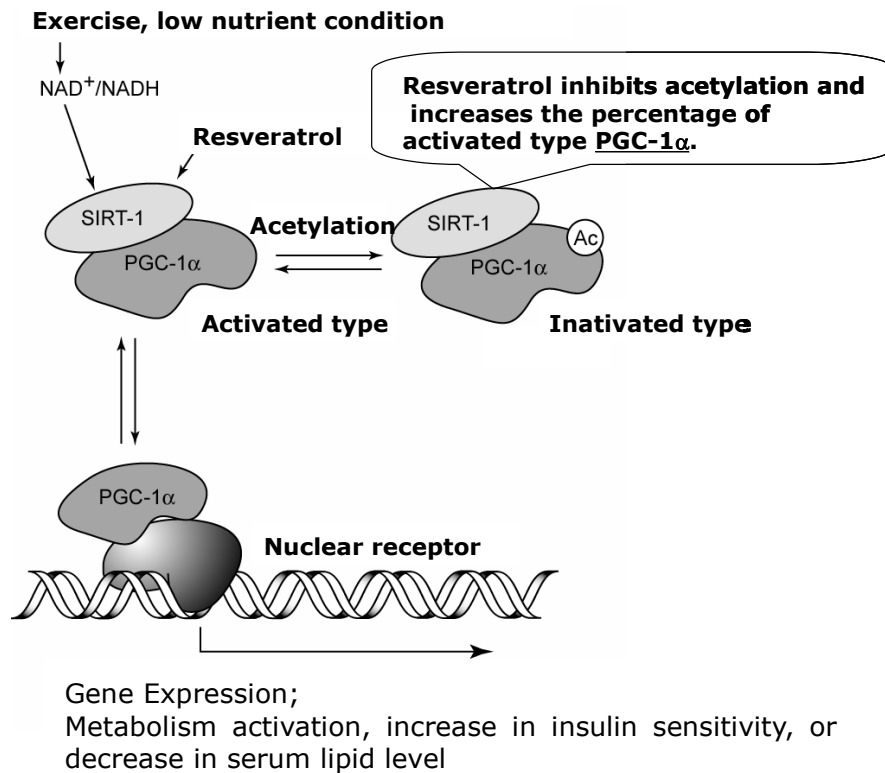 Exercise, low nutrient condition
NAD+/NADH
Resveratrol inhibits acetylation and
increases the percentage of
activated type PGC-1α.
Resveratrol
SIRT-1
PGC-1α
Acetylation
SIRT-1
PGC-1α
Ac
Activated type
Inativated type
PGC-1α
Nuclear receptor
Gene Expression;
Metabolism activation, increase in insulin sensitivity, or
decrease in serum lipid level